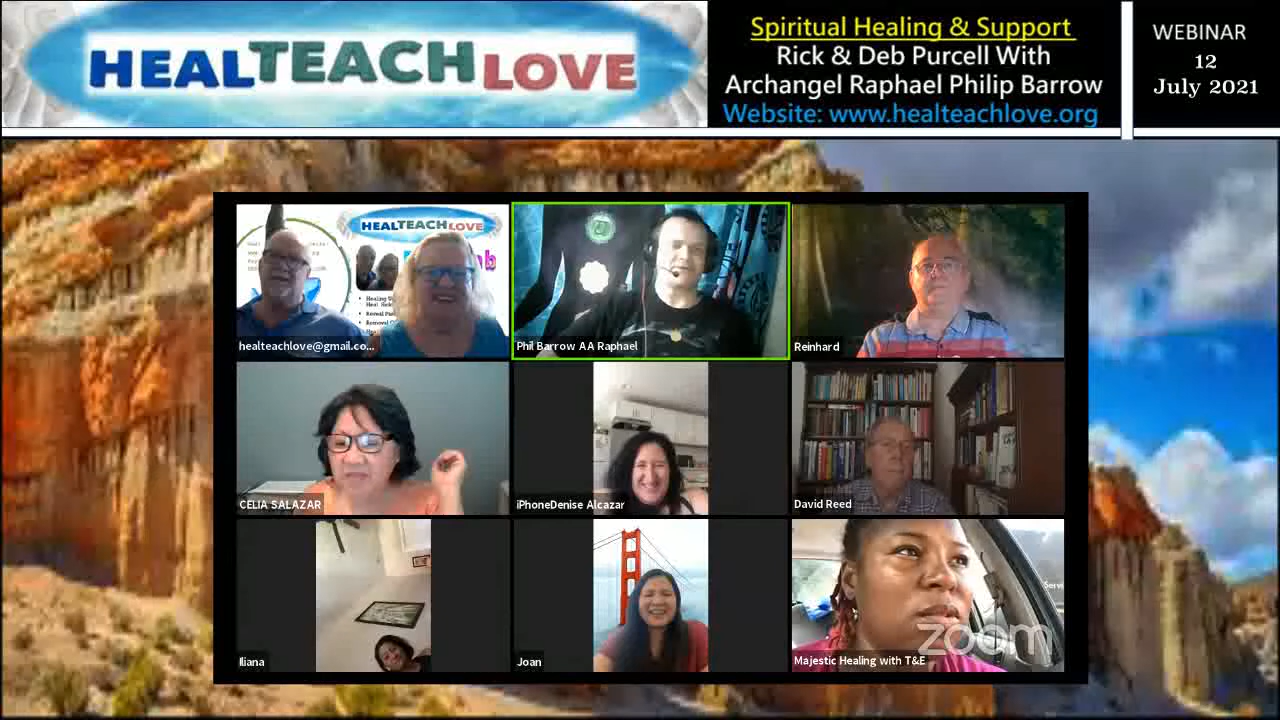 HEALTEACHLOVE
Spiritual Healing & Support
Rick & Deb Purcell With
Archangel Raphael Philip Barrow
Website: www.healteachlove.org
WEBINAR
12
July 2021
HEALTEACHLOVE
healteachlove@gmail.co...
Phil Barrow AA Raphael
Reinhard
CELIA SALAZAR
iPhoneDenise Alcazar
David Reed
Iliana
Joan
Majestic Healing with T&E
zoom